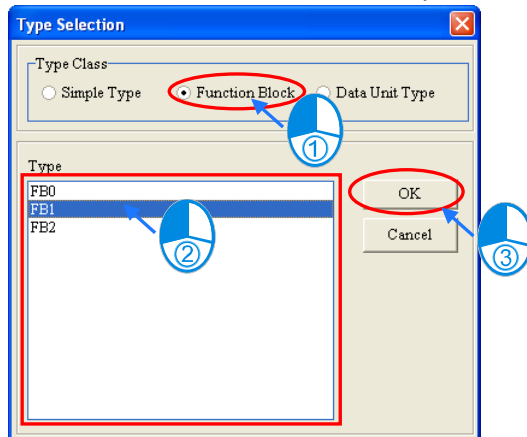 Type Selection
Type Class
Simple Type Function Block Data Unit Type
①
Type
FB0
FB1
FB2
②
OK
Cancel
③